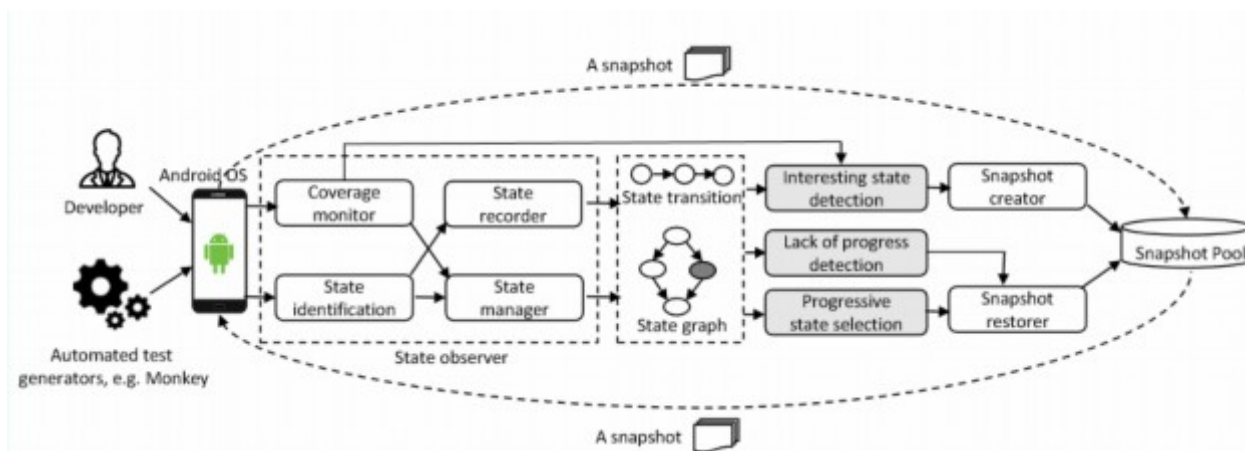 A snapshot
Developer
Android OS
Automated test
generators, e.g. Monkey
Coverage
monitor
State
recorder
State
identification
State
manager
State observer
State transition
State graph
Interesting state
detection
Lack of progress
detection
Progressive
state selection
Snapshot
creator
Snapshot
restorer
Snapshot Pool
A snapshot